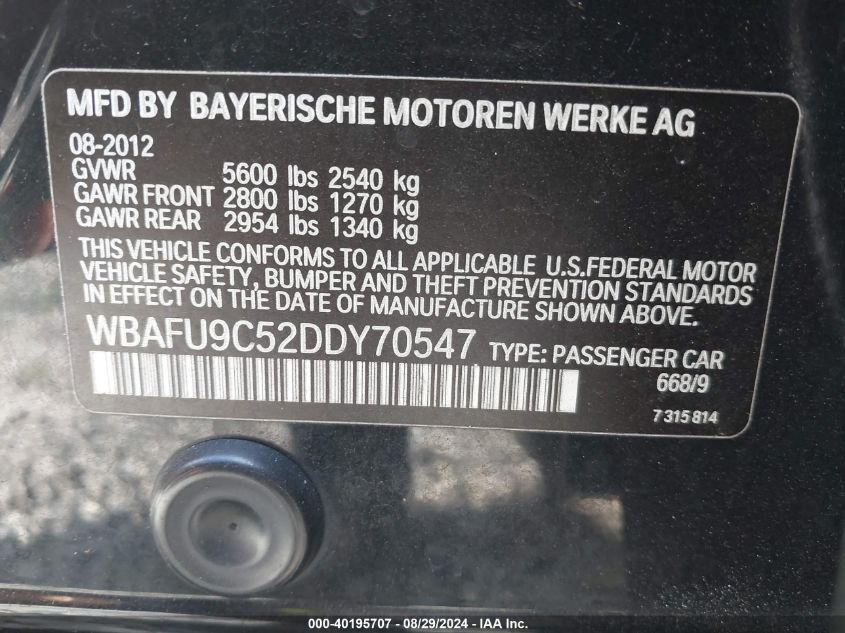 MFD BY BAYERISCHE MOTOREN WERKE AG
08-2012
GVWR 5600 lbs 2540 kg
GAWR FRONT 2800 lbs 1270 kg
GAWR REAR 2954 lbs 1340 kg
THIS VEHICLE CONFORMS TO ALL APPLICABLE U.S.FEDERAL MOTOR
VEHICLE SAFETY, BUMPER AND THEFT PREVENTION STANDARDS
IN EFFECT ON THE DATE OF MANUFACTURE SHOWN ABOVE.
WBAFU9C52DDY70547 TYPE: PASSENGER CAR
668/9
7 315 814
000-40195707 - 08/29/2024 - IAA, Inc.